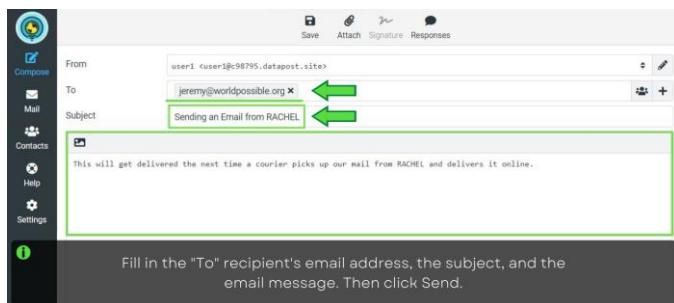 Save Attach Signature Responses
Compose
Mail
Contacts
Help
Settings
From user1 <user1@c98795.datapost.site>
To jeremy@worldpossible.org ×
Subject Sending an Email from RACHEL
This will get delivered the next time a courier picks up our mail from RACHEL and delivers it online.
Fill in the "To" recipient's email address, the subject, and the
email message. Then click Send.